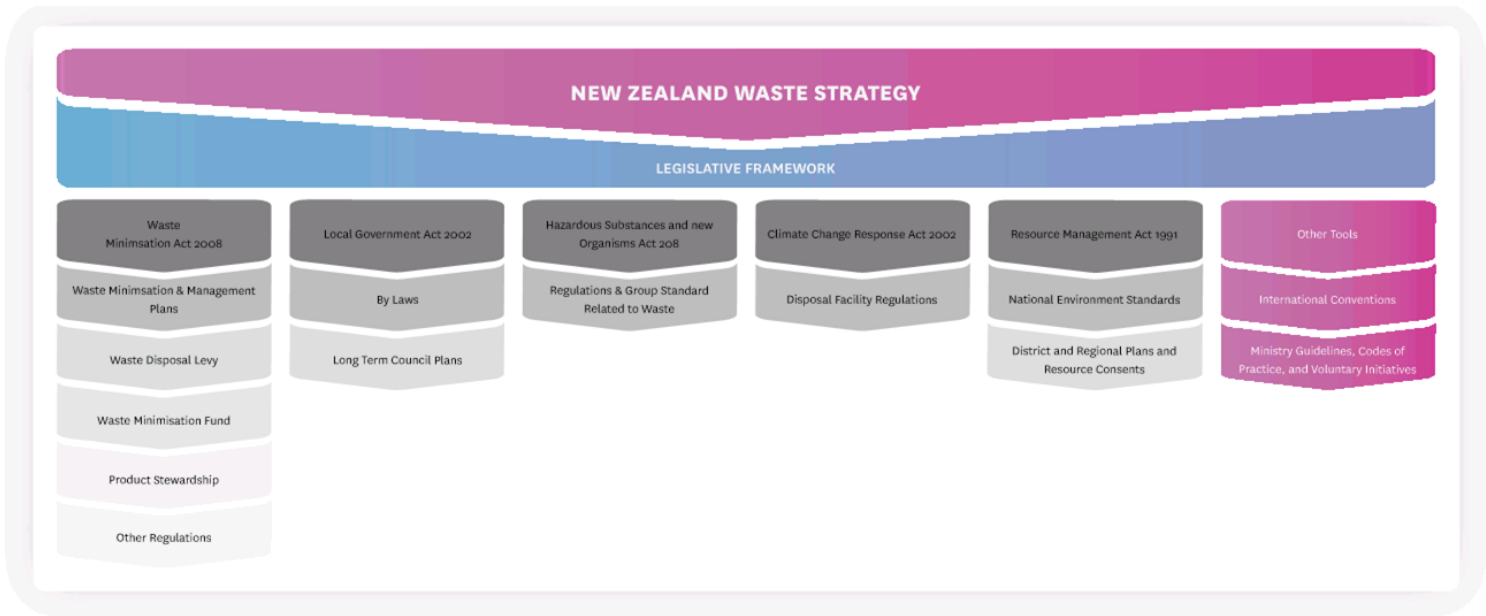 NEW ZEALAND WASTE STRATEGY
LEGISLATIVE FRAMEWORK
Waste
Minimsation Act 2008
Waste Minimsation & Management
Plans
Waste Disposal Levy
Waste Minimisation Fund
Product Stewardship
Other Regulations
Local Government Act 2002
By Laws
Long Term Council Plans
Hazardous Substances and new
Organisms Act 208
Regulations & Group Standard
Related to Waste
Climate Change Response Act 2002
Disposal Facility Regulations
Resource Management Act 1991
National Environment Standards
District and Regional Plans and
Resource Consents
Other Tools
International Conventions
Ministry Guidelines, Codes of
Practice, and Voluntary Initiatives